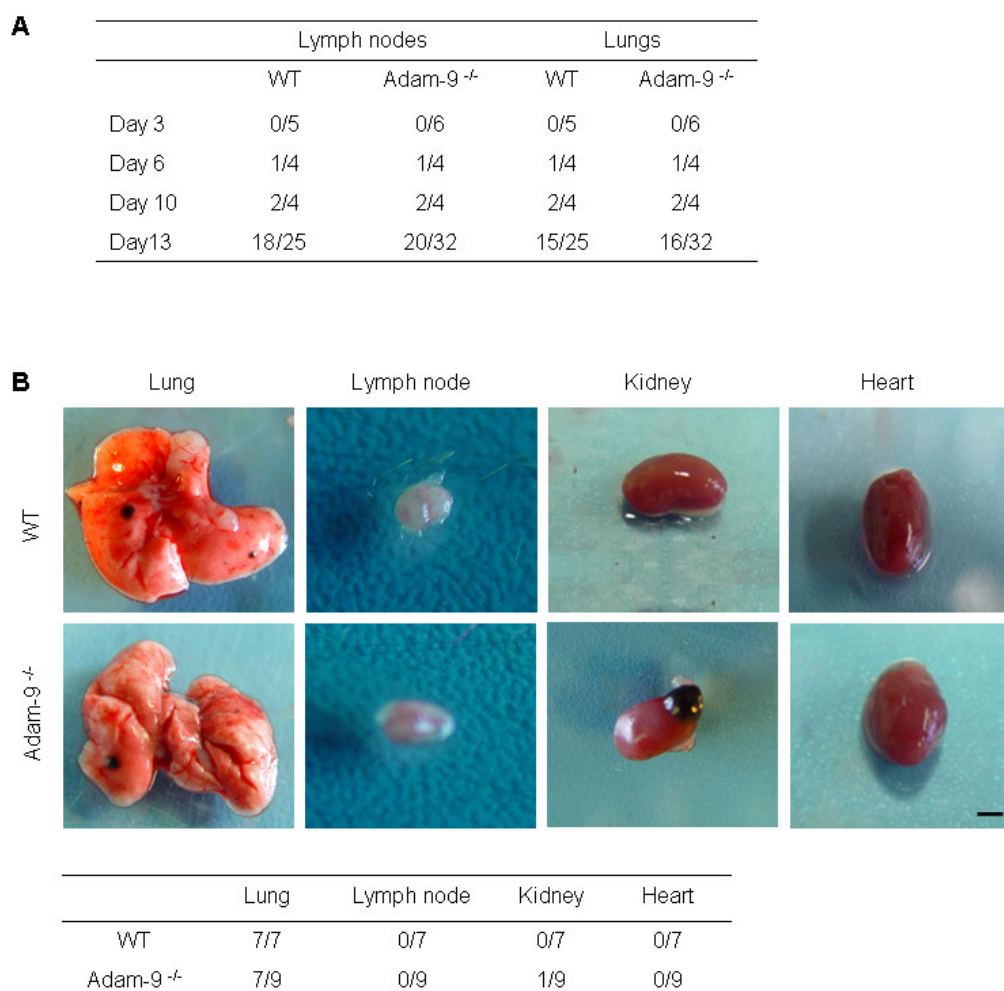 A
Lymph nodes Lungs
WT Adam-9 -/- WT Adam-9 -/-
Day 3 0/5 0/6 0/5 0/6
Day 6 1/4 1/4 1/4 1/4
Day 10 2/4 2/4 2/4 2/4
Day13 18/25 20/32 15/25 16/32
B Lung Lymph node Kidney Heart
WT
Adam-9 -/-
Lung Lymph node Kidney Heart
WT 7/7 0/7 0/7 0/7
Adam-9 -/- 7/9 0/9 1/9 0/9